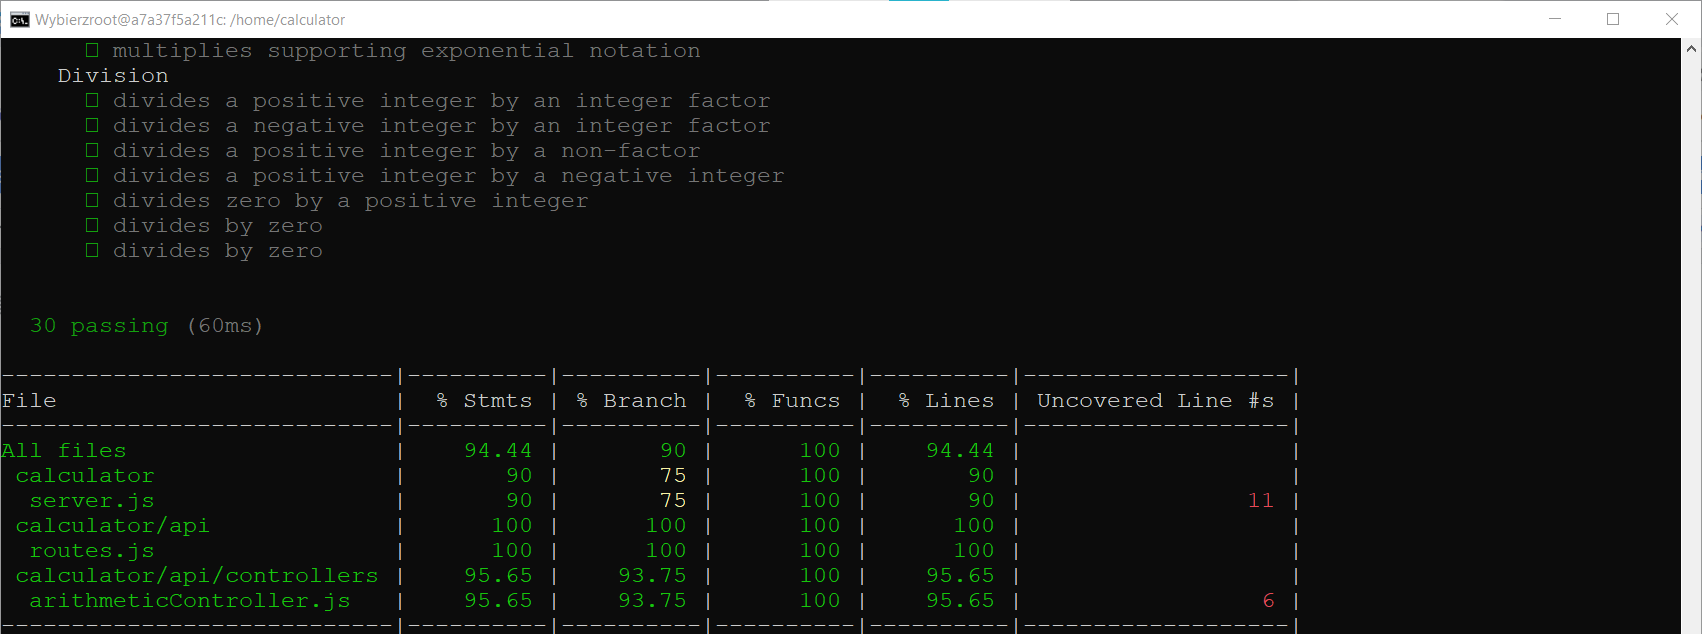 Wybierzroot@a7a37f5a211c: /home/calculator
multiplies supporting exponential notation
Division
divides a positive integer by an integer factor
divides a negative integer by an integer factor
divides a positive integer by a non-factor
divides a positive integer by a negative integer
divides zero by a positive integer
divides by zero
divides by zero
30 passing (60ms)
----------------------------|----------|----------|----------|----------|-------------------|
File | % Stmts | % Branch | % Funcs | % Lines | Uncovered Line #s |
----------------------------|----------|----------|----------|----------|-------------------|
All files | 94.44 | 90 | 100 | 94.44 | |
calculator | 90 | 75 | 100 | 90 | |
server.js | 90 | 75 | 100 | 90 | 11 |
calculator/api | 100 | 100 | 100 | 100 | |
routes.js | 100 | 100 | 100 | 100 | |
calculator/api/controllers | 95.65 | 93.75 | 100 | 95.65 | |
arithmeticController.js | 95.65 | 93.75 | 100 | 95.65 | 6 |
----------------------------|----------|----------|----------|----------|-------------------|